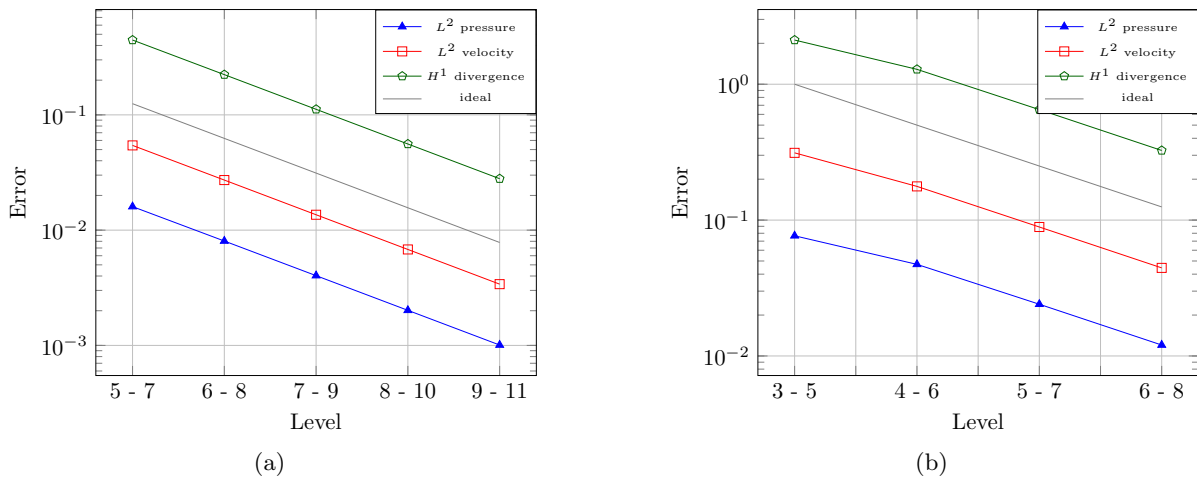 L² pressure
L² velocity
H¹ divergence
ideal
10⁻¹
10⁻²
10⁻³
Error
5 - 7 6 - 8 7 - 9 8 - 10 9 - 11
Level
(a)
L² pressure
L² velocity
H¹ divergence
ideal
10⁰
10⁻¹
10⁻²
Error
3 - 5 4 - 6 5 - 7 6 - 8
Level
(b)